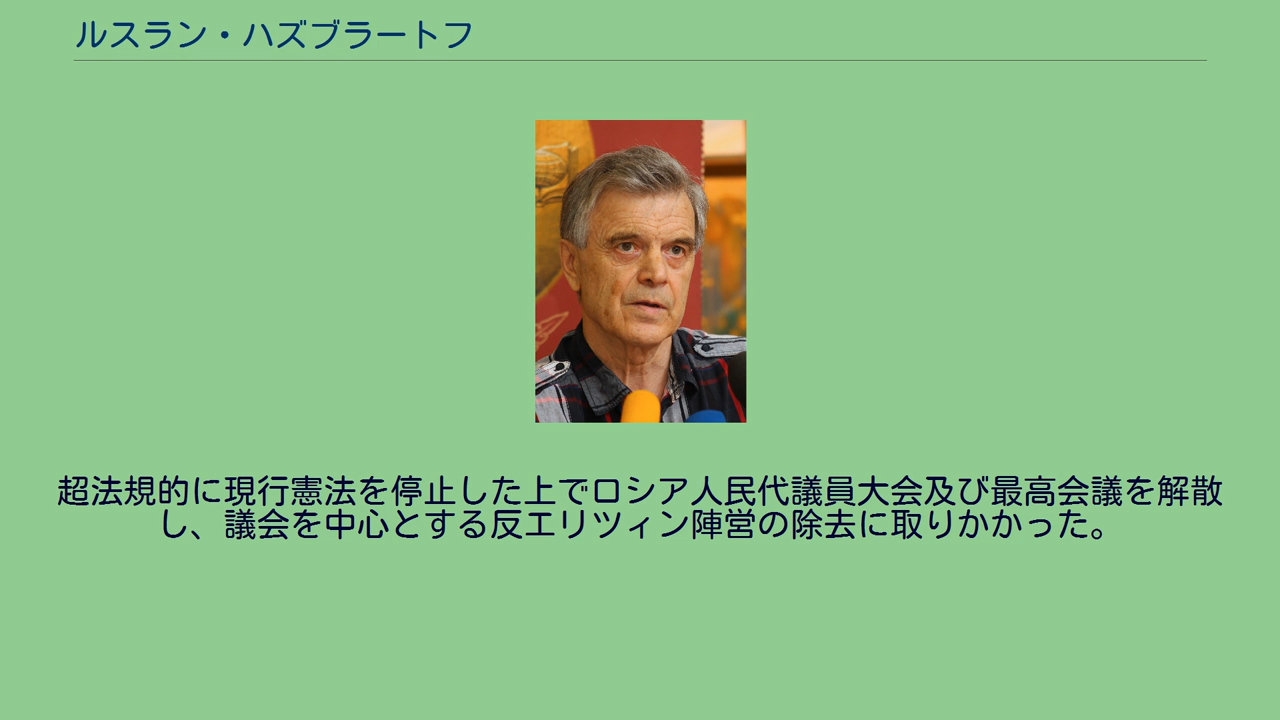 ルスラン・ハズブラートフ
超法規的に現行憲法を停止した上でロシア人民代議員大会及び最高会議を解散
し、議会を中心とする反エリツィン陣営の除去に取りかかった。